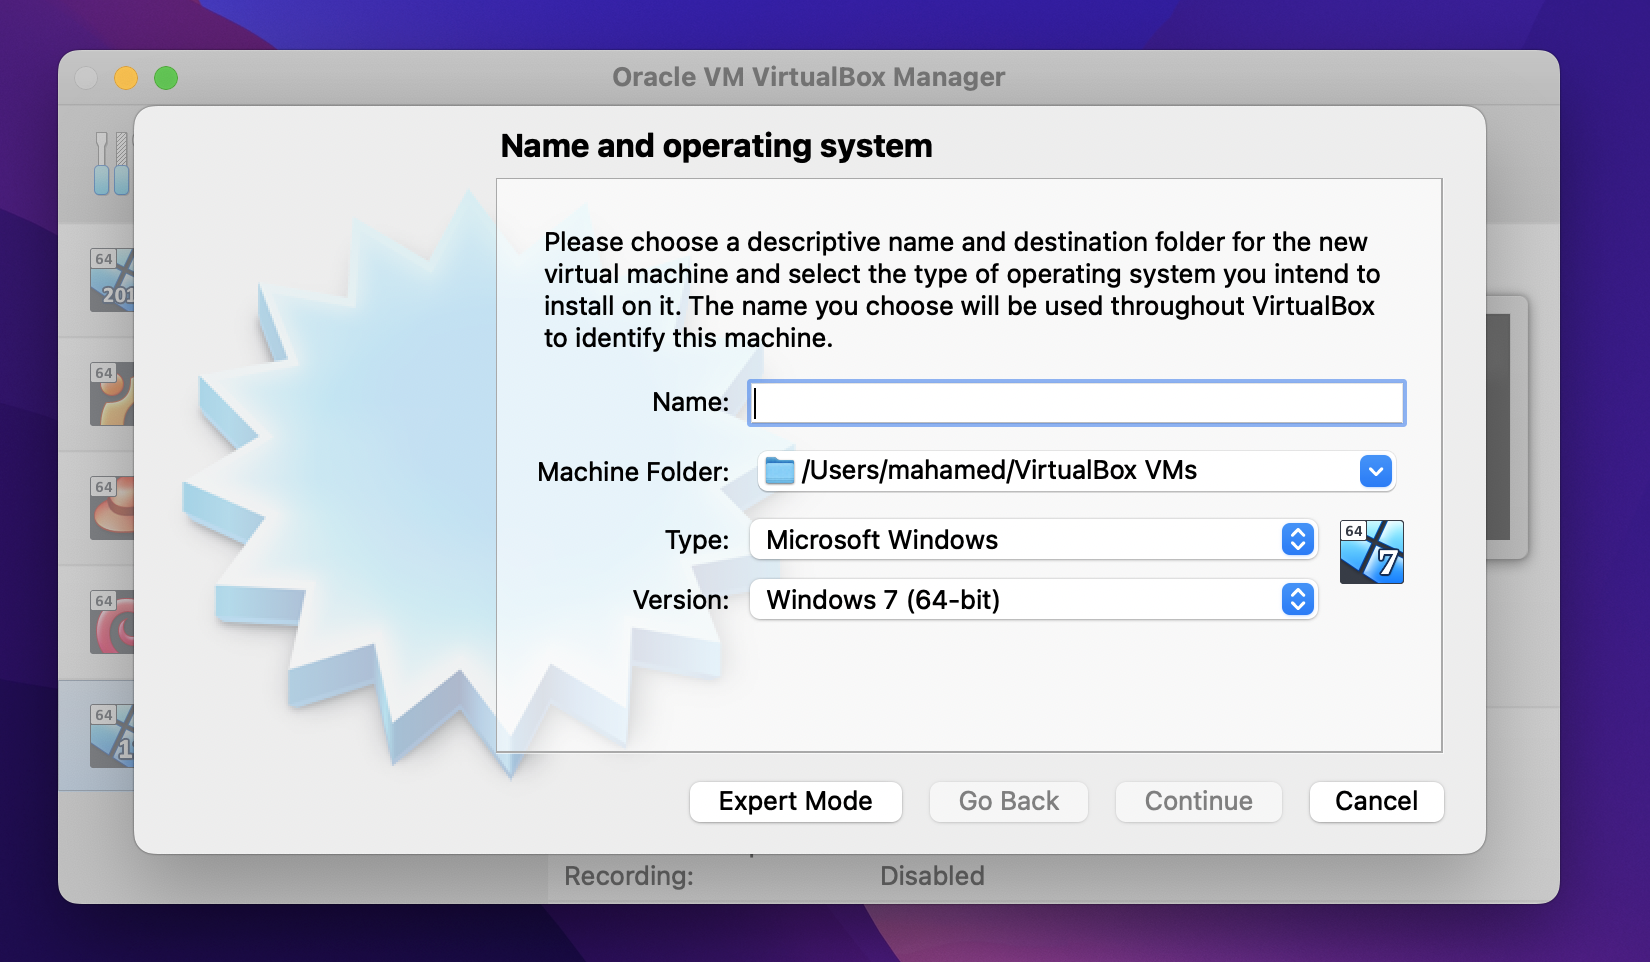 Oracle VM VirtualBox Manager
Name and operating system
Please choose a descriptive name and destination folder for the new
virtual machine and select the type of operating system you intend to
install on it. The name you choose will be used throughout VirtualBox
to identify this machine.
Name:
Machine Folder: /Users/mahamed/VirtualBox VMs
Type: Microsoft Windows
64
7
Version: Windows 7 (64-bit)
64
64
64
64
64
Expert Mode Go Back Continue Cancel
Recording: Disabled